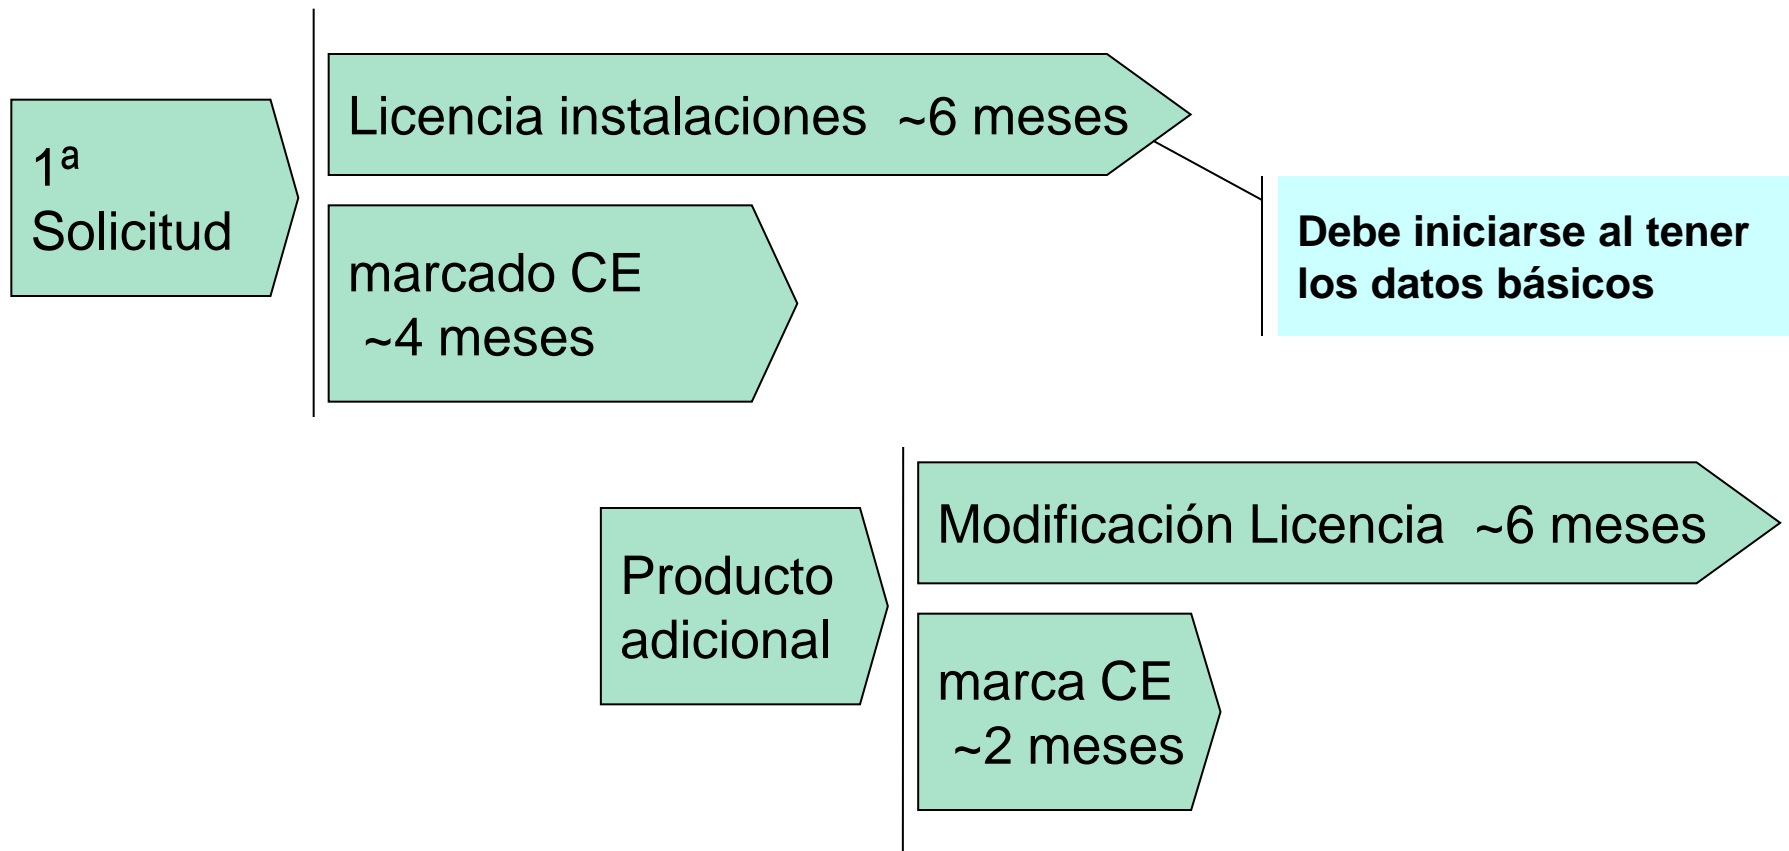 1ª
Solicitud
Licencia instalaciones ~6 meses
marcado CE
~4 meses
Debe iniciarse al tener
los datos básicos
Producto
adicional
Modificación Licencia ~6 meses
marca CE
~2 meses